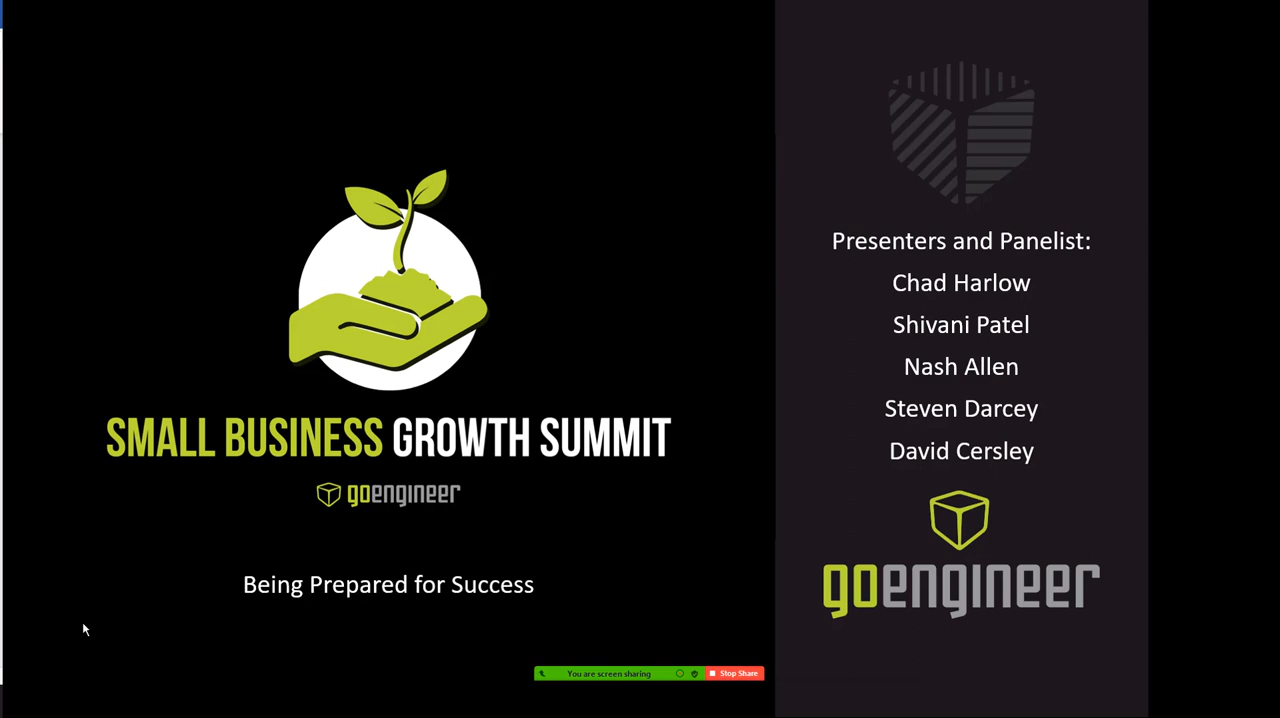 SMALL BUSINESS GROWTH SUMMIT
goengineer
Being Prepared for Success
Presenters and Panelist:
Chad Harlow
Shivani Patel
Nash Allen
Steven Darcey
David Cersley
goengineer
You are screen sharing
Stop Share